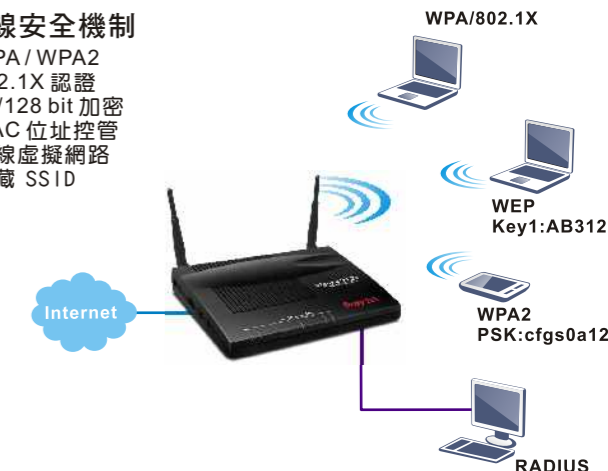 線安全機制
PA / WPA2
2.1X 認證
/128 bit 加密
AC 位址控管
線虛擬網路
藏 SSID
WPA/802.1X
WEP
Key1:AB312
Internet
WPA2
PSK:cfgs0a12
RADIUS